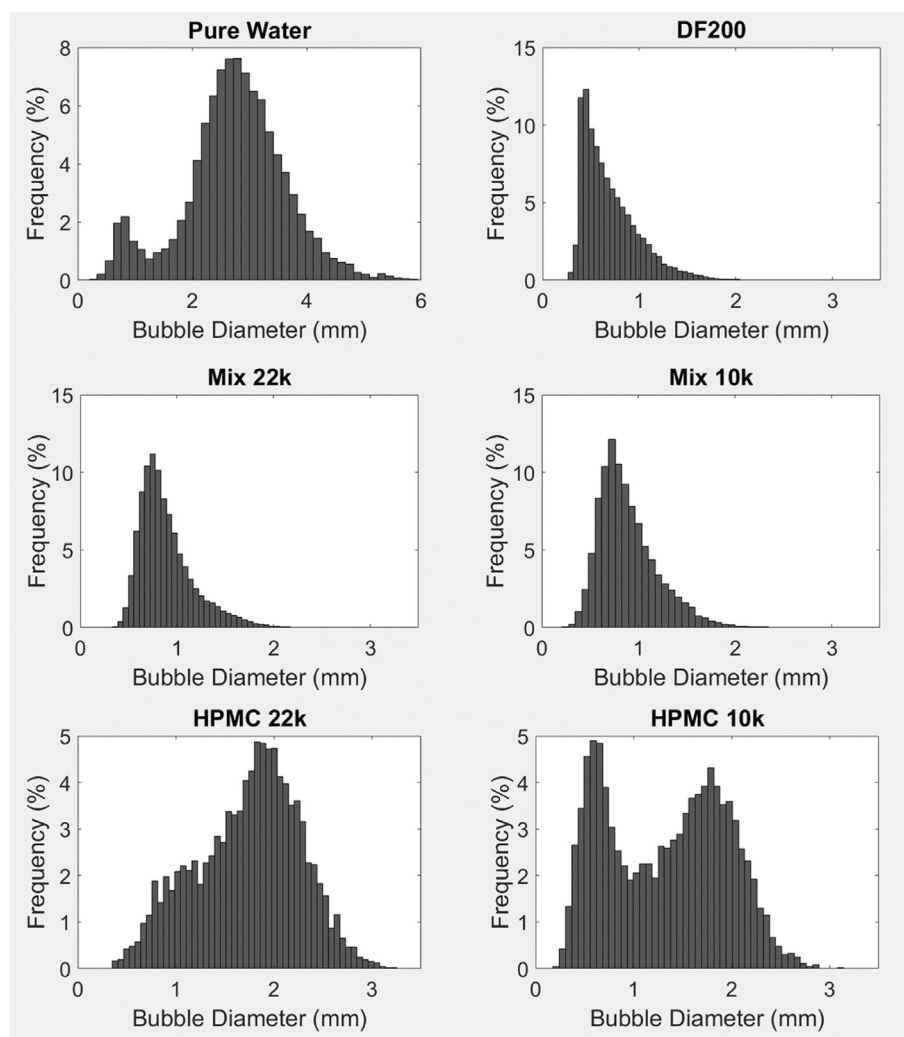 Pure Water
8
6
4
2
0
Frequency (%)
0 2 4 6
Bubble Diameter (mm)
DF200
15
10
5
0
Frequency (%)
0 1 2 3
Bubble Diameter (mm)
Mix 22k
15
10
5
0
Frequency (%)
0 1 2 3
Bubble Diameter (mm)
Mix 10k
15
10
5
0
Frequency (%)
0 1 2 3
Bubble Diameter (mm)
HPMC 22k
5
4
3
2
1
0
Frequency (%)
0 1 2 3
Bubble Diameter (mm)
HPMC 10k
5
4
3
2
1
0
Frequency (%)
0 1 2 3
Bubble Diameter (mm)